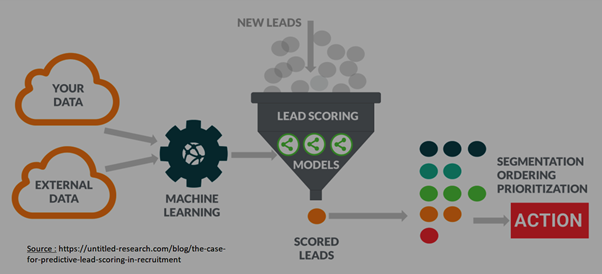 NEW LEADS
YOUR
DATA
EXTERNAL
DATA
MACHINE
LEARNING
LEAD SCORING
MODELS
SCORED
LEADS
SEGMENTATION
ORDERING
PRIORITIZATION
ACTION
Source : https://untitled-research.com/blog/the-case-
for-predictive-lead-scoring-in-recruitment